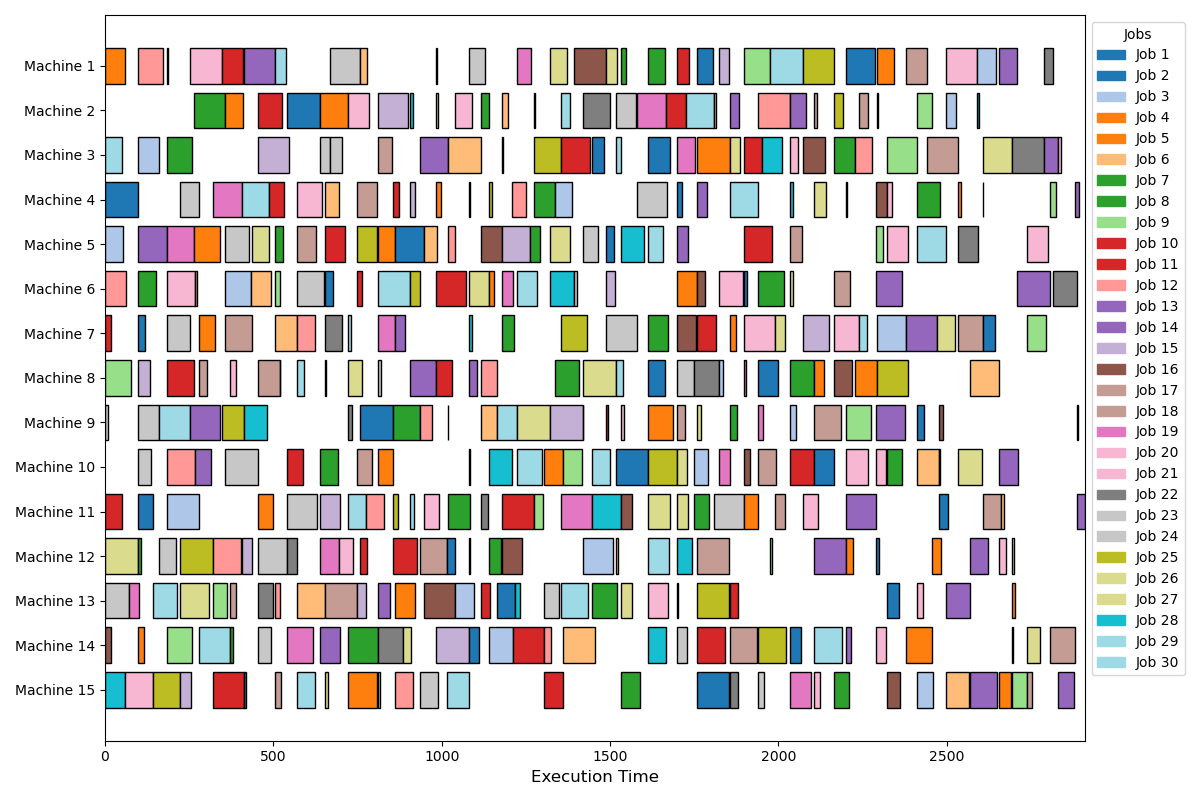 Machine 1
Machine 2
Machine 3
Machine 4
Machine 5
Machine 6
Machine 7
Machine 8
Machine 9
Machine 10
Machine 11
Machine 12
Machine 13
Machine 14
Machine 15
0 500 1000 1500 2000 2500
Execution Time
Jobs
Job 1
Job 2
Job 3
Job 4
Job 5
Job 6
Job 7
Job 8
Job 9
Job 10
Job 11
Job 12
Job 13
Job 14
Job 15
Job 16
Job 17
Job 18
Job 19
Job 20
Job 21
Job 22
Job 23
Job 24
Job 25
Job 26
Job 27
Job 28
Job 29
Job 30